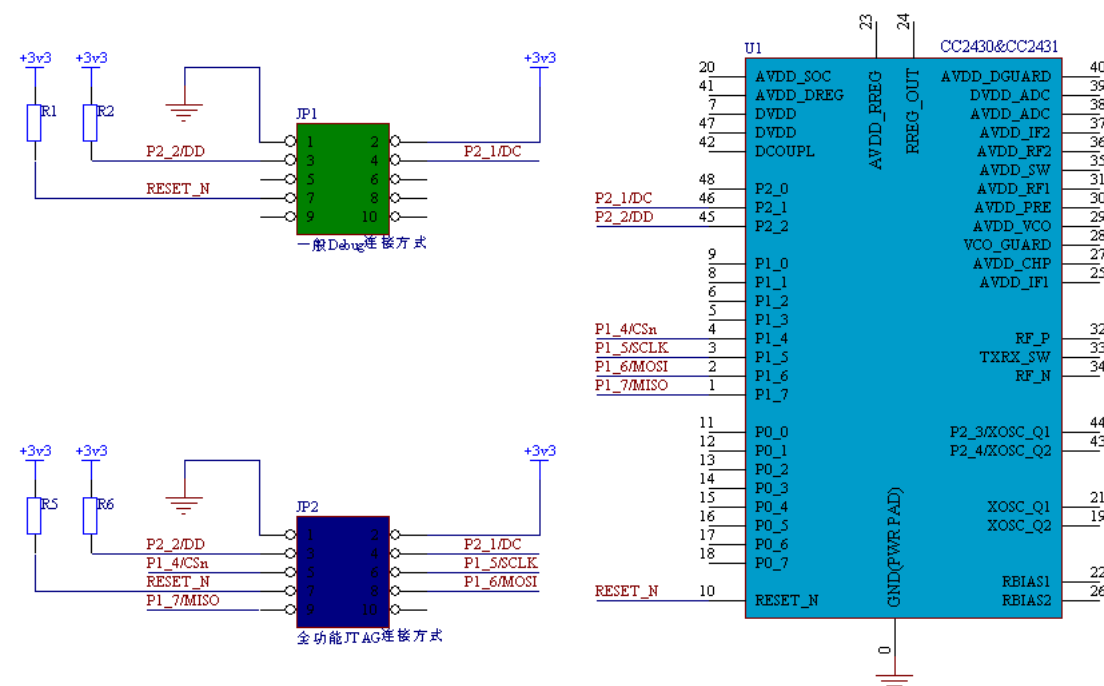 +3v3 +3v3 +3v3
R1 R2
JP1
1 2
P2_2/DD 3 4 P2_1/DC
5 6
RESET_N 7 8
9 10
一般Debug连接方式
+3v3 +3v3 +3v3
R5 R6
JP2
1 2
P2_2/DD 3 4 P2_1/DC
P1_4/CSn 5 6 P1_5/SCLK
RESET_N 7 8 P1_6/MOSI
P1_7/MISO 9 10
全功能JTAG连接方式
23 24
U1 CC2430&CC2431
AVDD_RREG
RREG_OUT
20 AVDD_SOC AVDD_DGUARD 40
41 AVDD_DREG DVDD_ADC 39
7 DVDD AVDD_ADC 38
47 DVDD AVDD_IF2 37
42 DCOUPL AVDD_RF2 36
AVDD_SW 35
48 P2_0 AVDD_RF1 31
P2_1/DC 46 P2_1 AVDD_PRE 30
P2_2/DD 45 P2_2 AVDD_VCO 29
VCO_GUARD 28
9 P1_0 AVDD_CHP 27
8 P1_1 AVDD_IF1 25
6 P1_2
5 P1_3
P1_4/CSn 4 P1_4 RF_P 32
P1_5/SCLK 3 P1_5 TXRX_SW 33
P1_6/MOSI 2 P1_6 RF_N 34
P1_7/MISO 1 P1_7
11 P0_0 P2_3/XOSC_Q1 44
12 P0_1 P2_4/XOSC_Q2 43
13 P0_2
14 P0_3
15 P0_4 XOSC_Q1 21
16 P0_5 XOSC_Q2 19
17 P0_6
18 P0_7
RBIAS1 22
RESET_N 10 RESET_N RBIAS2 26
GND(PWR PAD)
0